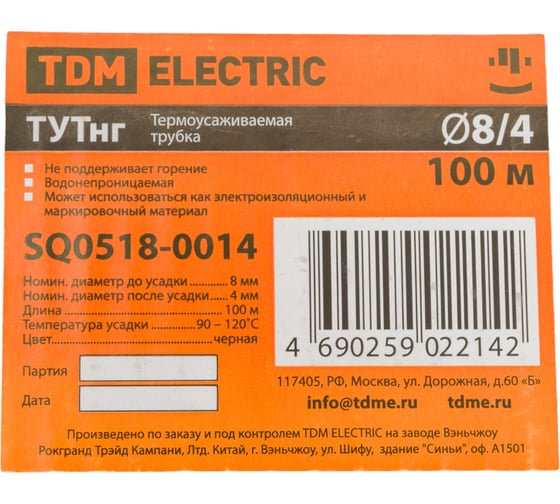 TDM ELECTRIC
ТУТнг Термоусаживаемая трубка Ø8/4
100 м
Не поддерживает горение
Водонепроницаемая
Может использоваться как электроизоляционный и
маркировочный материал
SQ0518-0014
Номин. диаметр до усадки............8 мм
Номин. диаметр после усадки.....4 мм
Длина......................................100 м
Температура усадки............90 – 120˚С
Цвет.........................................черная
Партия
Дата
4 690259 022142
117405, РФ, Москва, ул. Дорожная, д.60 «Б»
info@tdme.ru tdme.ru
Произведено по заказу и под контролем TDM ELECTRIC на заводе Вэньчжоу
Рокгранд Трэйд Кампани, Лтд. Китай, г. Вэньчжоу, ул. Шифу, здание "Синьи", оф. А1501